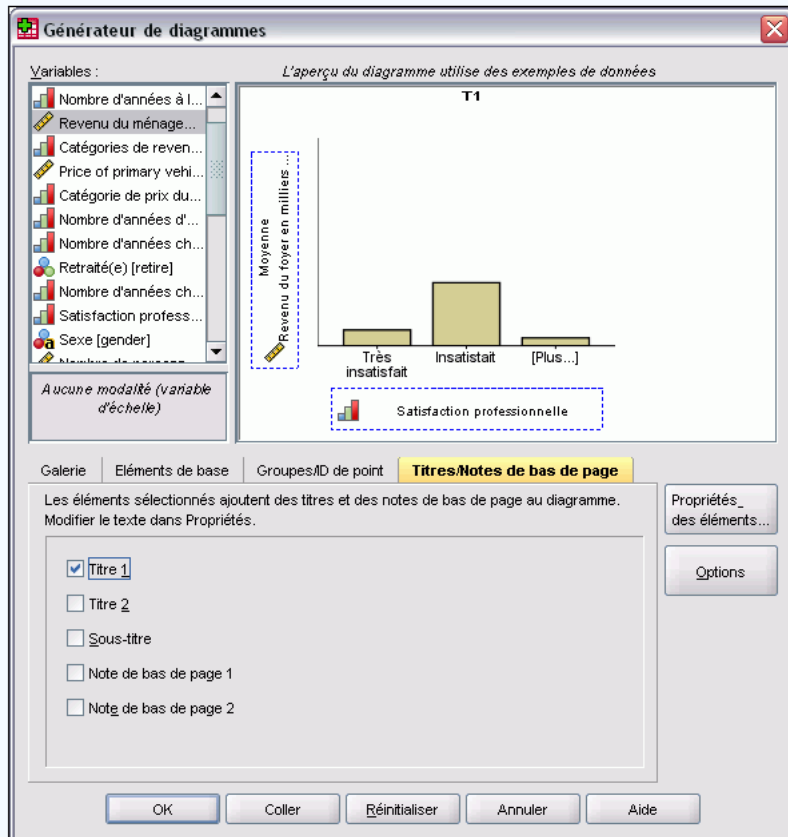 Générateur de diagrammes
Variables :
L'aperçu du diagramme utilise des exemples de données
Nombre d'années à l...
Revenu du ménage...
Catégories de reven...
Price of primary vehi...
Catégorie de prix du...
Nombre d'années d'...
Nombre d'années ch...
Retraité(e) [retire]
Nombre d'années ch...
Satisfaction profess...
Sexe [gender]
Aucune modalité (variable
d'échelle)
T1
Moyenne
Revenu du foyer en milliers ...
Très
insatisfait
Insatistait
[Plus...]
Satisfaction professionnelle
Galerie
Eléments de base
Groupes/ID de point
Titres/Notes de bas de page
Les éléments sélectionnés ajoutent des titres et des notes de bas de page au diagramme.
Modifier le texte dans Propriétés.
Titre 1
Titre 2
Sous-titre
Note de bas de page 1
Note de bas de page 2
Propriétés_
des éléments...
Options
OK
Coller
Réinitialiser
Annuler
Aide